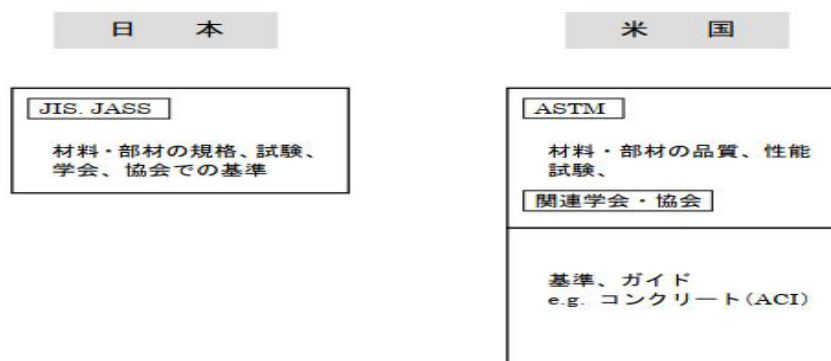 日 本
米 国
JIS. JASS
材料・部材の規格、試験、
学会、協会での基準
ASTM
材料・部材の品質、性能
試験、
関連学会・協会
基準、ガイド
e.g. コンクリート(ACI)